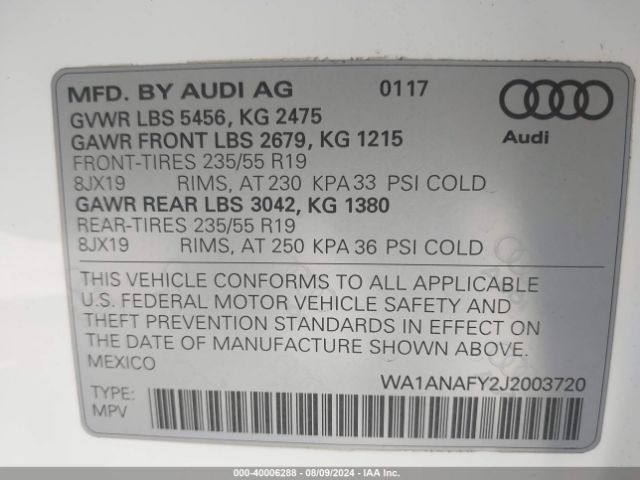 MFD. BY AUDI AG 0117
GVWR LBS 5456, KG 2475
GAWR FRONT LBS 2679, KG 1215
Audi
FRONT-TIRES 235/55 R19
8JX19 RIMS, AT 230 KPA 33 PSI COLD
GAWR REAR LBS 3042, KG 1380
REAR-TIRES 235/55 R19
8JX19 RIMS, AT 250 KPA 36 PSI COLD
THIS VEHICLE CONFORMS TO ALL APPLICABLE
U.S. FEDERAL MOTOR VEHICLE SAFETY AND
THEFT PREVENTION STANDARDS IN EFFECT ON
THE DATE OF MANUFACTURE SHOWN ABOVE.
MEXICO
WA1ANAFY2J2003720
TYPE:
MPV
000-40006288 - 08/09/2024 - IAA Inc.